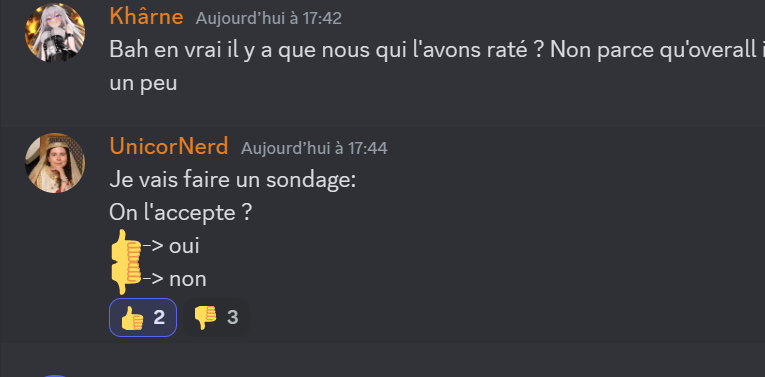 Khârne Aujourd'hui à 17:42
Bah en vrai il y a que nous qui l'avons raté ? Non parce qu'overall
un peu
UnicorNerd Aujourd'hui à 17:44
Je vais faire un sondage:
On l'accepte ?
👍-> oui
👎-> non
👍 2 👎 3